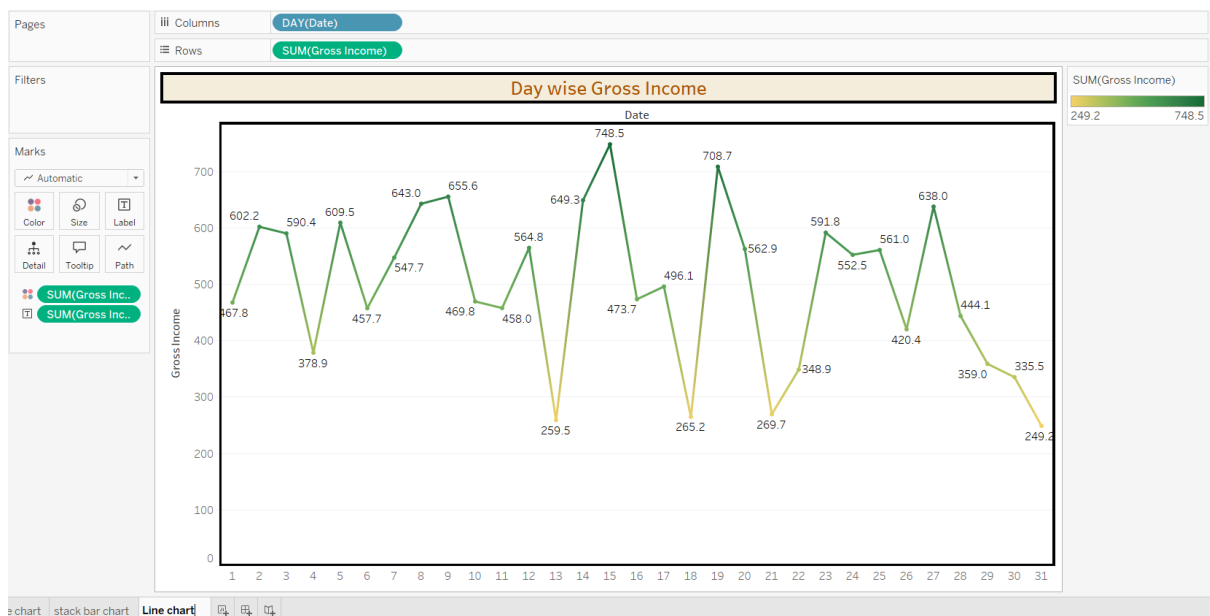 Pages
Columns DAY(Date)
Rows SUM(Gross Income)
Filters
Marks
Automatic
Color Size Label
Detail Tooltip Path
SUM(Gross Inc..
SUM(Gross Inc..
Day wise Gross Income
Date
Gross Income
700
600
500
400
300
200
100
0
467.8
602.2
590.4
378.9
609.5
457.7
547.7
643.0
655.6
469.8
458.0
564.8
259.5
649.3
748.5
473.7
496.1
265.2
708.7
562.9
269.7
348.9
591.8
552.5
561.0
420.4
638.0
444.1
359.0
335.5
249.2
1 2 3 4 5 6 7 8 9 10 11 12 13 14 15 16 17 18 19 20 21 22 23 24 25 26 27 28 29 30 31
SUM(Gross Income)
249.2 748.5
e chart stack bar chart Line chart